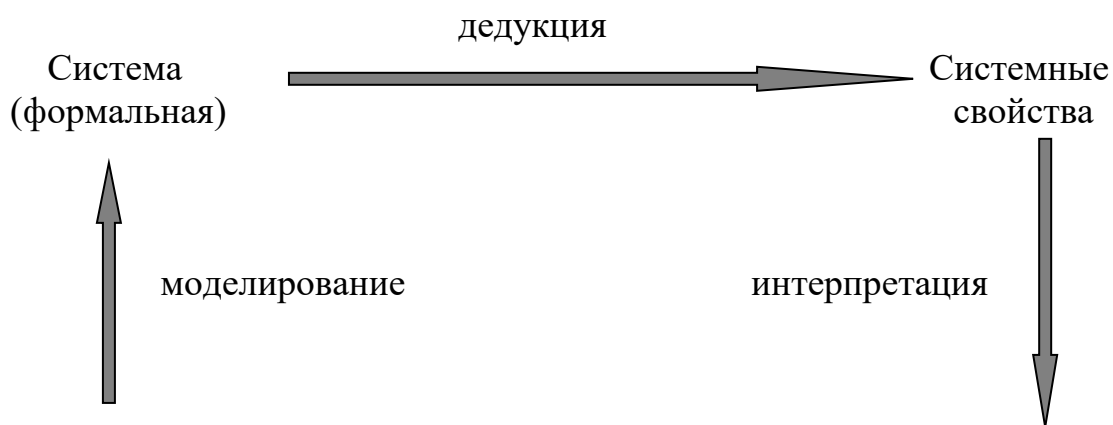 дедукция
Система
(формальная)
Системные
свойства
моделирование
интерпретация